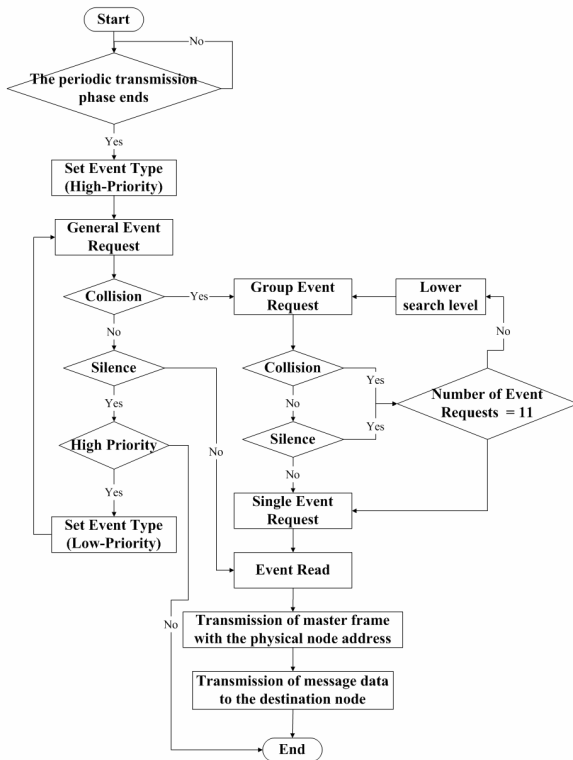 Start
No
The periodic transmission
phase ends
Yes
Set Event Type
(High-Priority)
General Event
Request
Collision
Yes
Group Event
Request
Lower
search level
No
No
Silence
Collision
Yes
Number of Event
Requests = 11
Yes
No
No
High Priority
Silence
Yes
No
Yes
Single Event
Request
Set Event Type
(Low-Priority)
Event Read
No
Transmission of master frame
with the physical node address
Transmission of message data
to the destination node
End